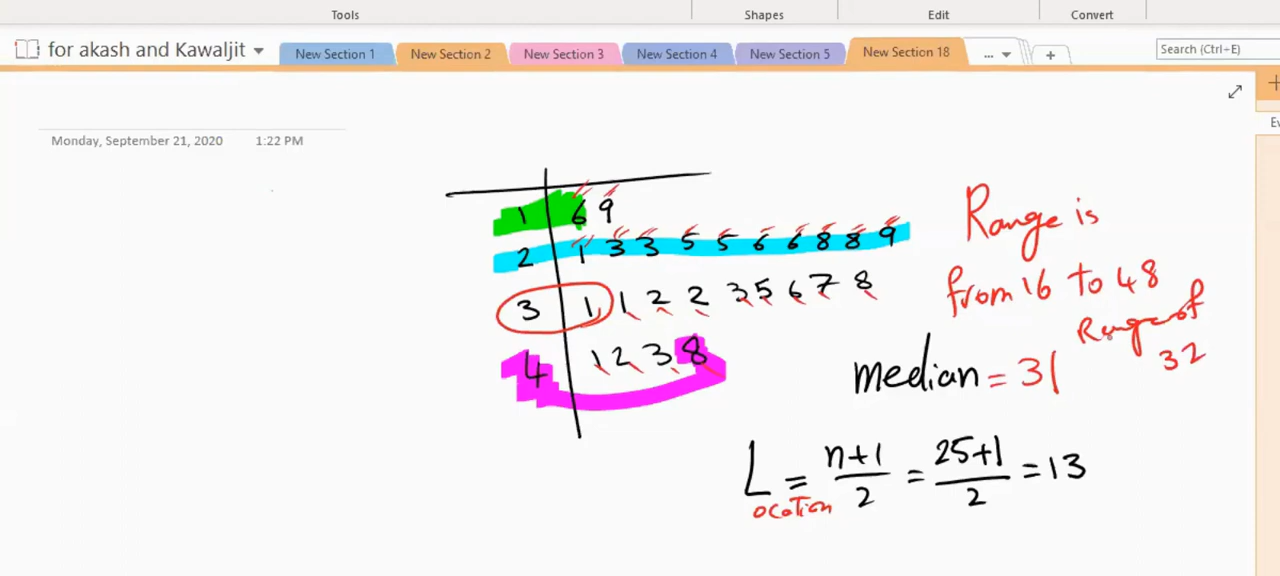 Tools Shapes Edit Convert
for akash and Kawaljit New Section 1 New Section 2 New Section 3 New Section 4 New Section 5 New Section 18 ... + Search (Ctrl+E)
Monday, September 21, 2020 1:22 PM
1 6 9
2 1 3 3 5 5 6 6 8 8 9
3 1 1 2 2 3 5 6 7 8
4 1 2 3 8
Range is
from 16 to 48
Range of
32
median = 31
Location = n+1/2 = 25+1/2 = 13